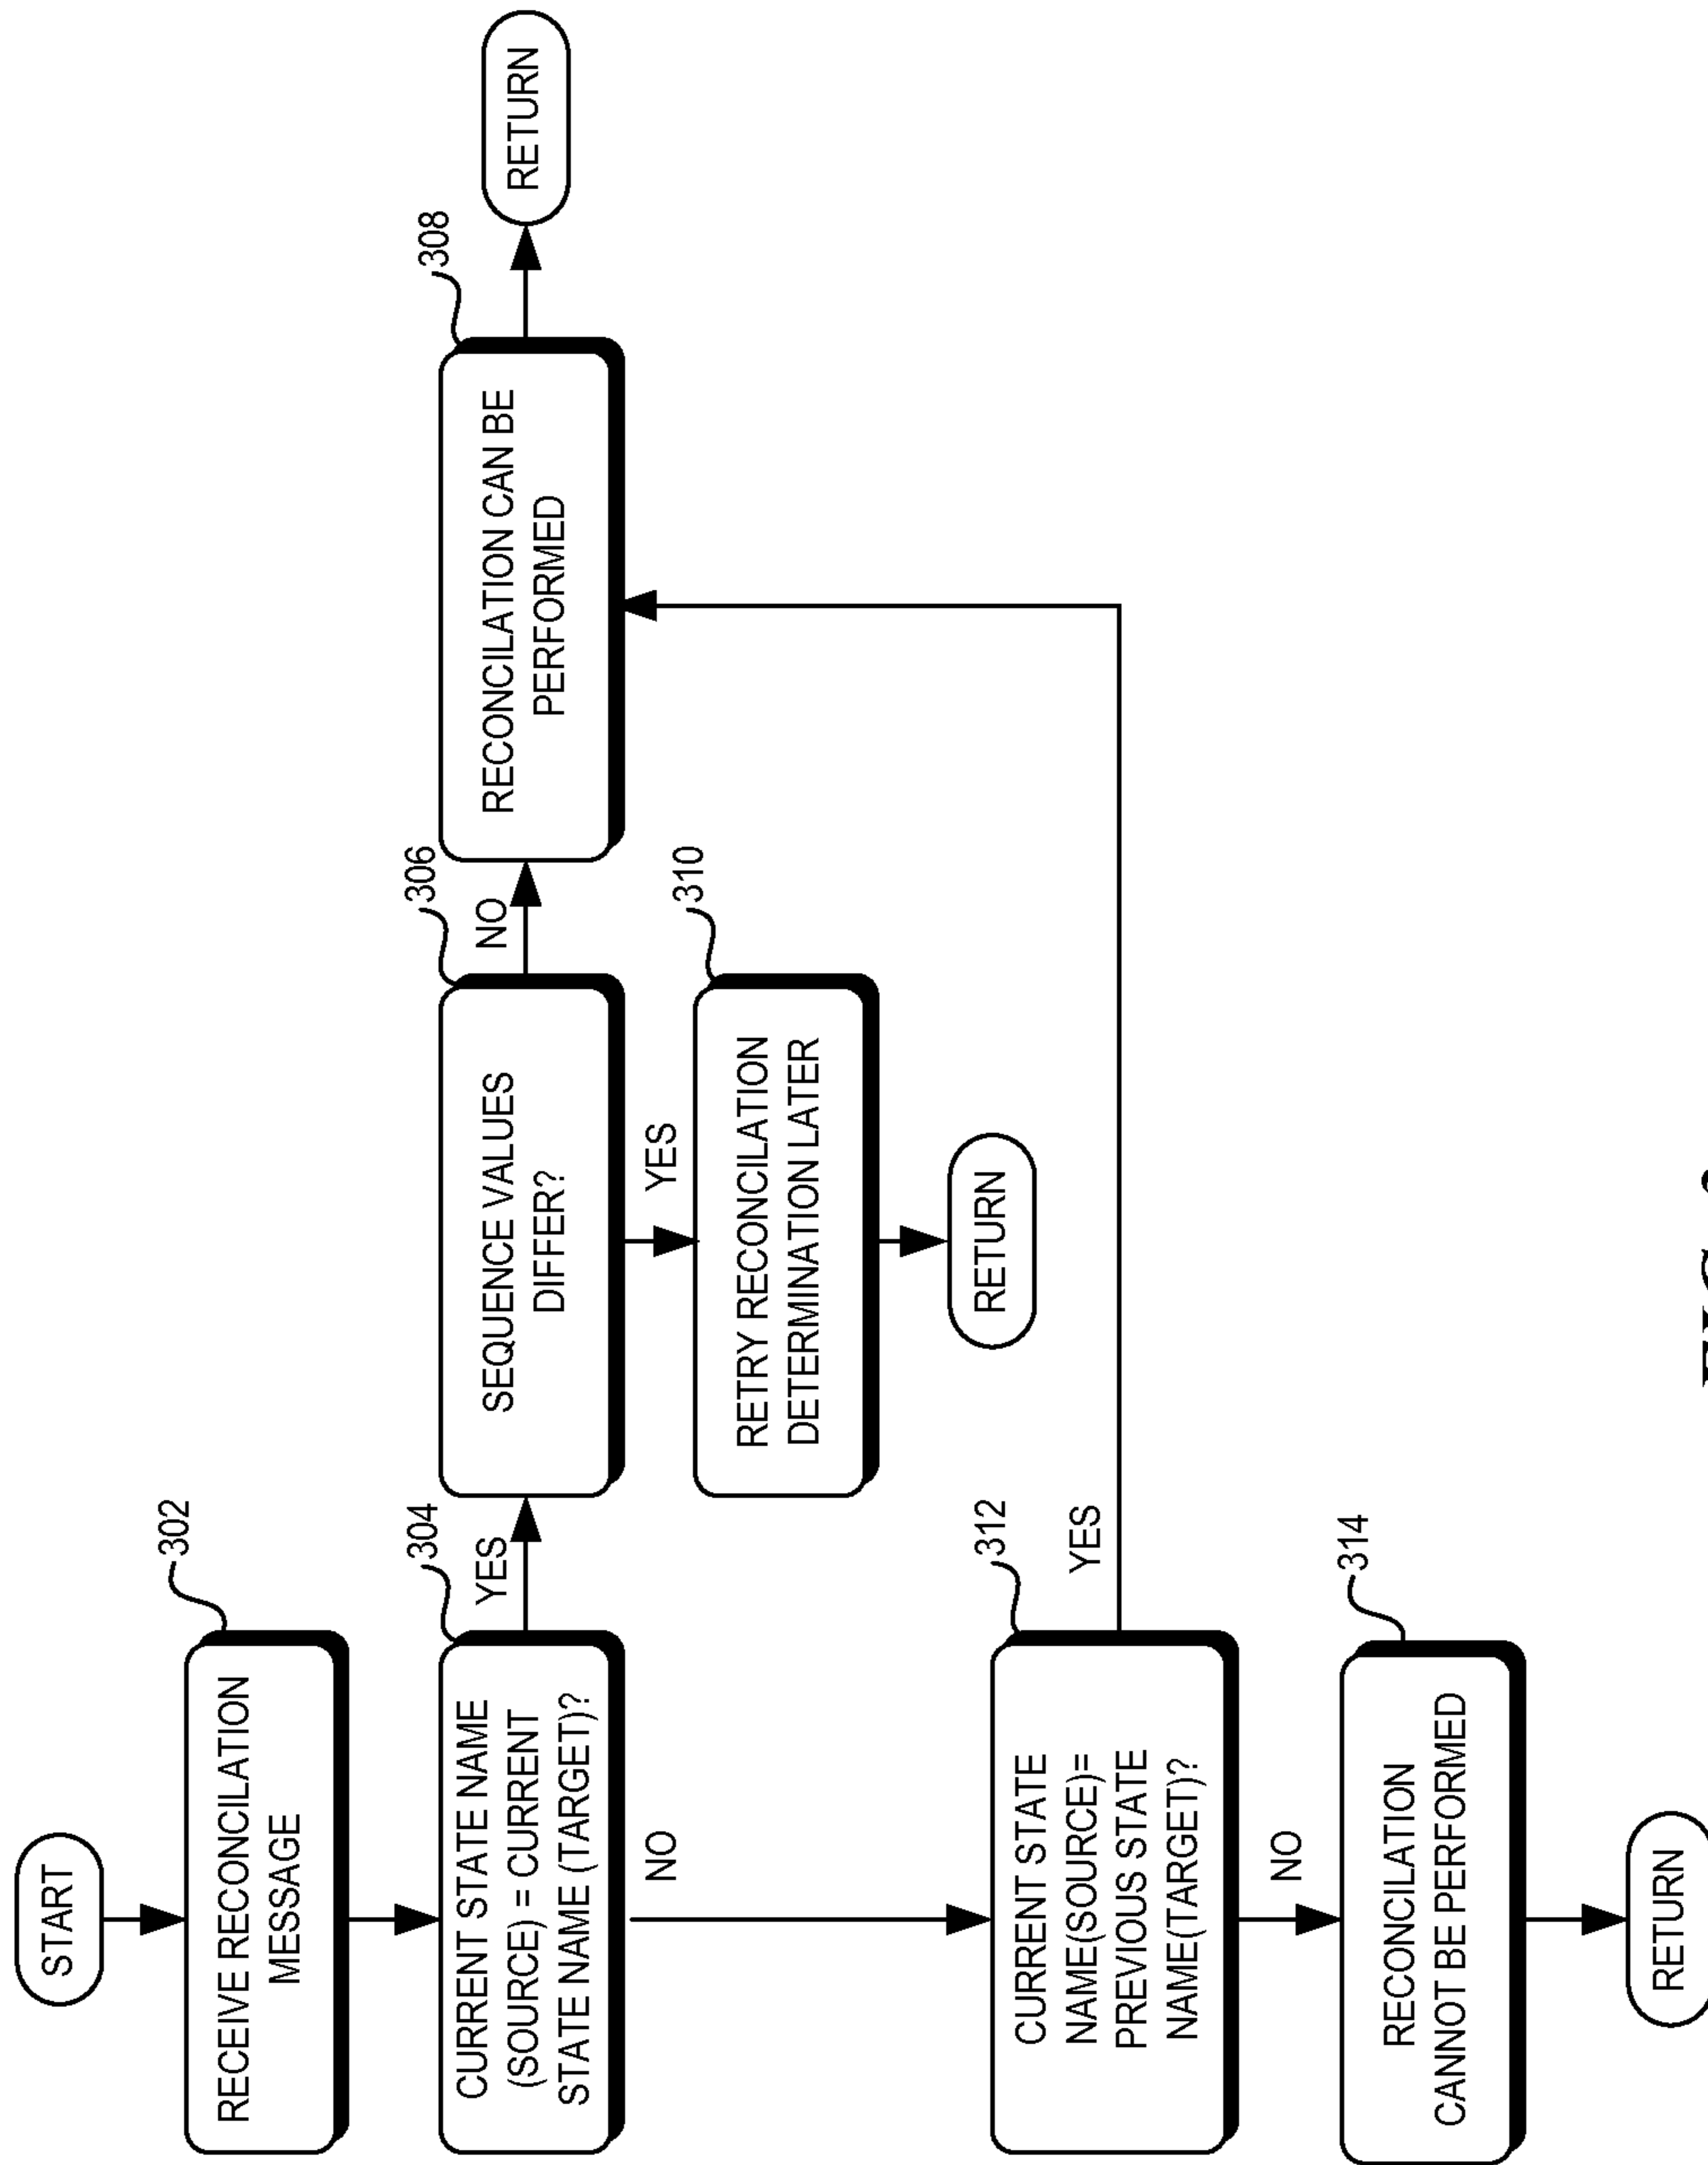 START
302
RECEIVE RECONCILATION
MESSAGE
304
CURRENT STATE NAME
(SOURCE) = CURRENT
STATE NAME (TARGET)?
YES
306
SEQUENCE VALUES
DIFFER?
NO
308
RECONCILATION CAN BE
PERFORMED
RETURN
NO
YES
310
RETRY RECONCILATION
DETERMINATION LATER
RETURN
312
CURRENT STATE
NAME(SOURCE)=
PREVIOUS STATE
NAME(TARGET)?
YES
NO
314
RECONCILATION
CANNOT BE PERFORMED
RETURN